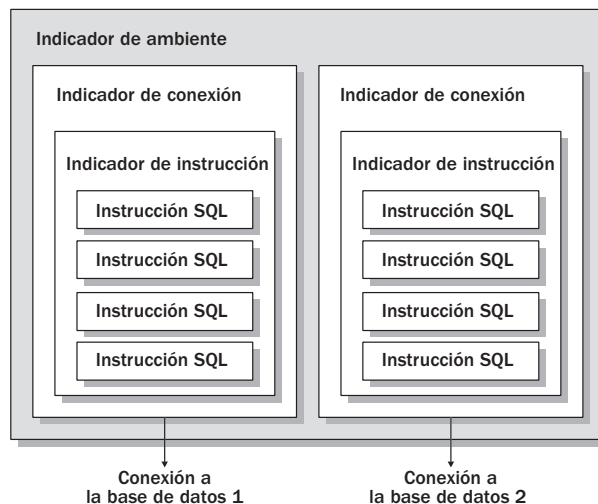 Indicador de ambiente
Indicador de conexión
Indicador de instrucción
Instrucción SQL
Instrucción SQL
Instrucción SQL
Instrucción SQL
Conexión a
la base de datos 1
Indicador de conexión
Indicador de instrucción
Instrucción SQL
Instrucción SQL
Instrucción SQL
Instrucción SQL
Conexión a
la base de datos 2